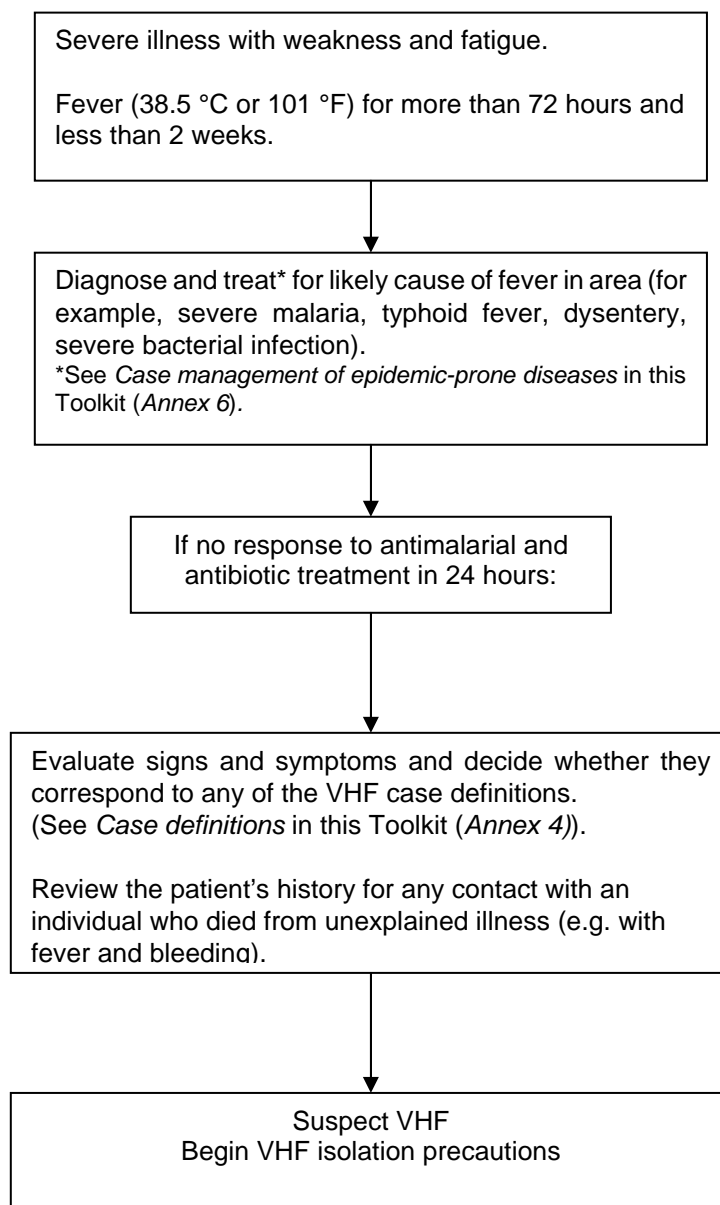 Severe illness with weakness and fatigue.
Fever (38.5 °C or 101 °F) for more than 72 hours and
less than 2 weeks.
Diagnose and treat* for likely cause of fever in area (for
example, severe malaria, typhoid fever, dysentery,
severe bacterial infection).
*See Case management of epidemic-prone diseases in this
Toolkit (Annex 6).
If no response to antimalarial and
antibiotic treatment in 24 hours:
Evaluate signs and symptoms and decide whether they
correspond to any of the VHF case definitions.
(See Case definitions in this Toolkit (Annex 4)).
Review the patient's history for any contact with an
individual who died from unexplained illness (e.g. with
fever and bleeding).
Suspect VHF
Begin VHF isolation precautions